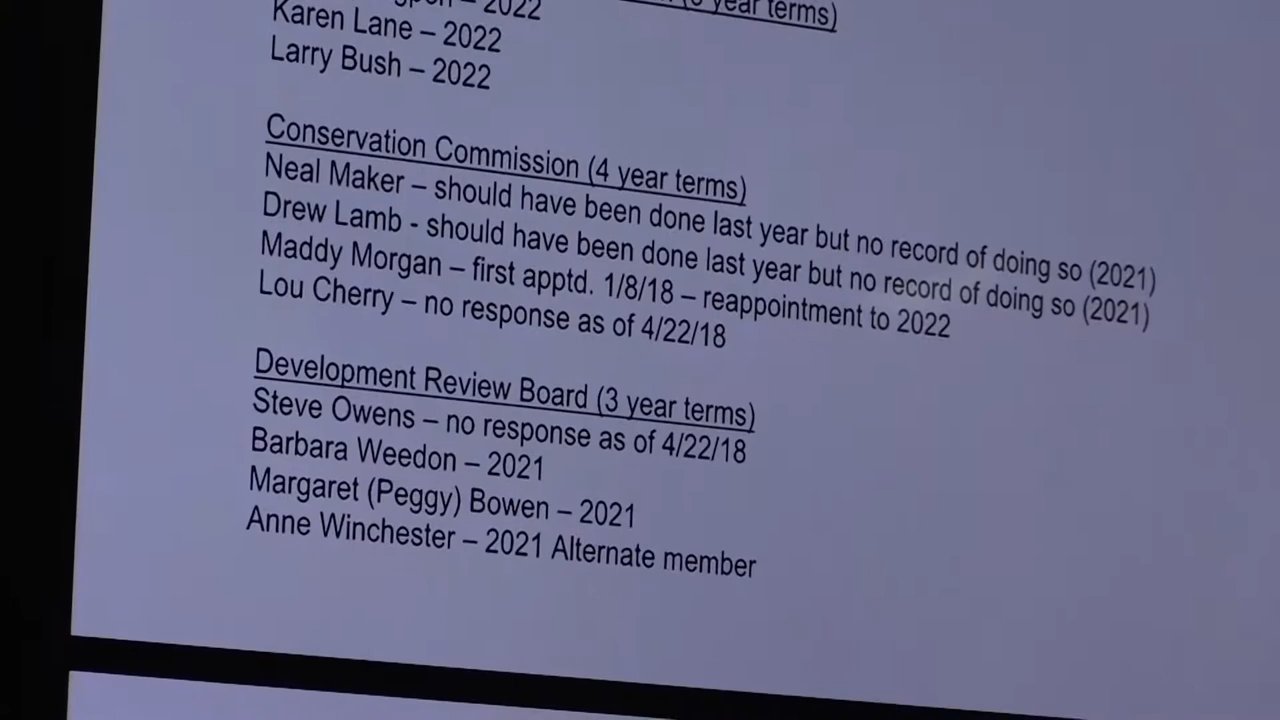 year terms)
– 2022
Karen Lane – 2022
Larry Bush – 2022
Conservation Commission (4 year terms)
Neal Maker – should have been done last year but no record of doing so (2021)
Drew Lamb - should have been done last year but no record of doing so (2021)
Maddy Morgan – first apptd. 1/8/18 – reappointment to 2022
Lou Cherry – no response as of 4/22/18
Development Review Board (3 year terms)
Steve Owens – no response as of 4/22/18
Barbara Weedon – 2021
Margaret (Peggy) Bowen – 2021
Anne Winchester – 2021 Alternate member